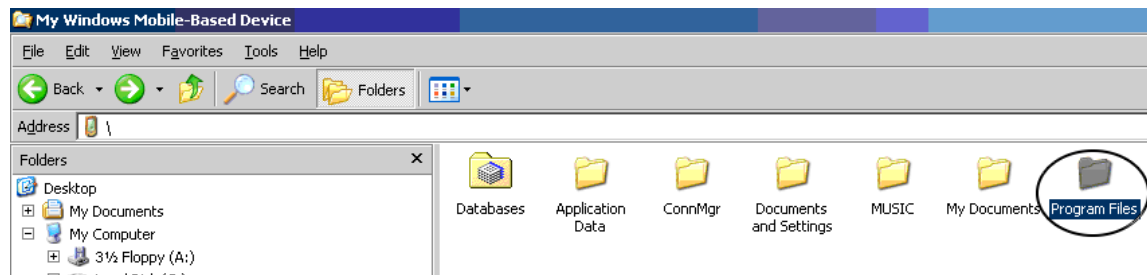 My Windows Mobile-Based Device
File Edit View Favorites Tools Help
Back Search Folders
Address \
Folders x
Desktop
My Documents
My Computer
3½ Floppy (A:)
Databases
Application Data
ConnMgr
Documents and Settings
MUSIC
My Documents
Program Files